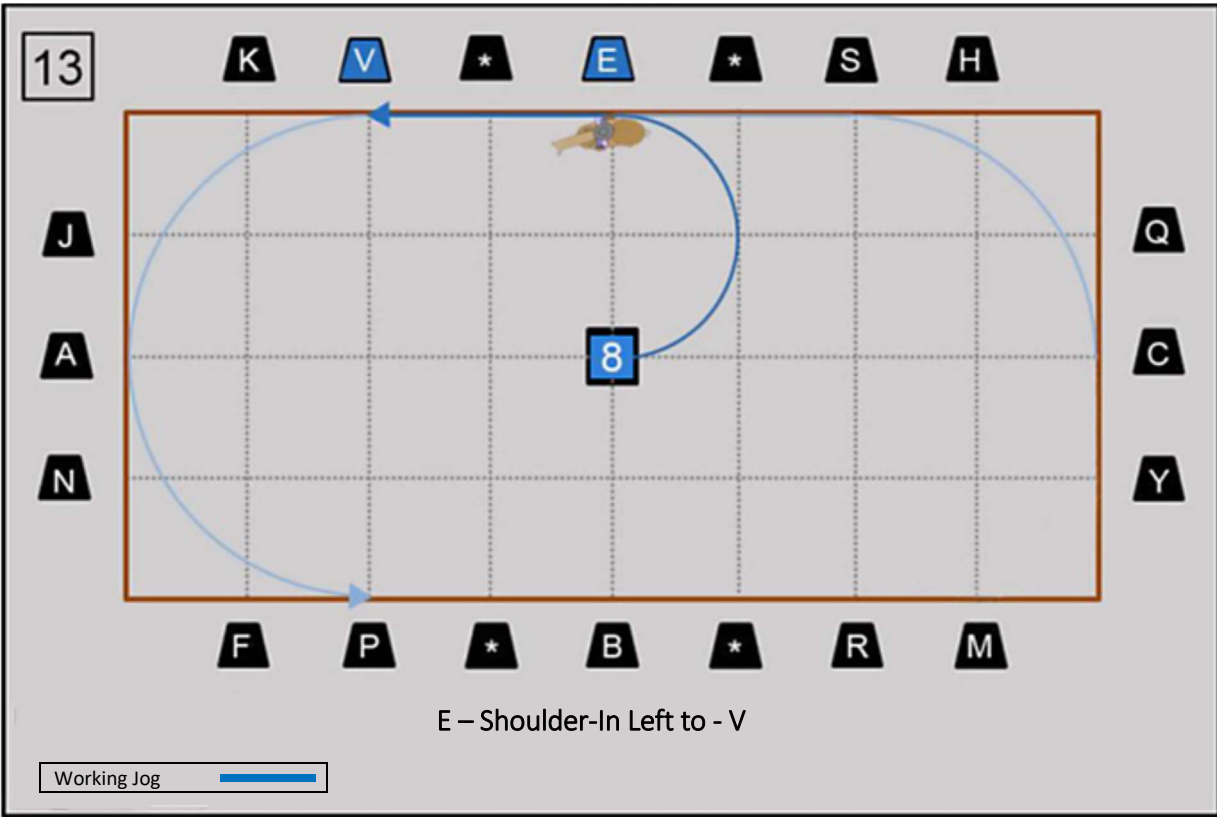 13
K V * E * S H
J Q
A 8 C
N Y
F P * B * R M
E – Shoulder-In Left to - V
Working Jog